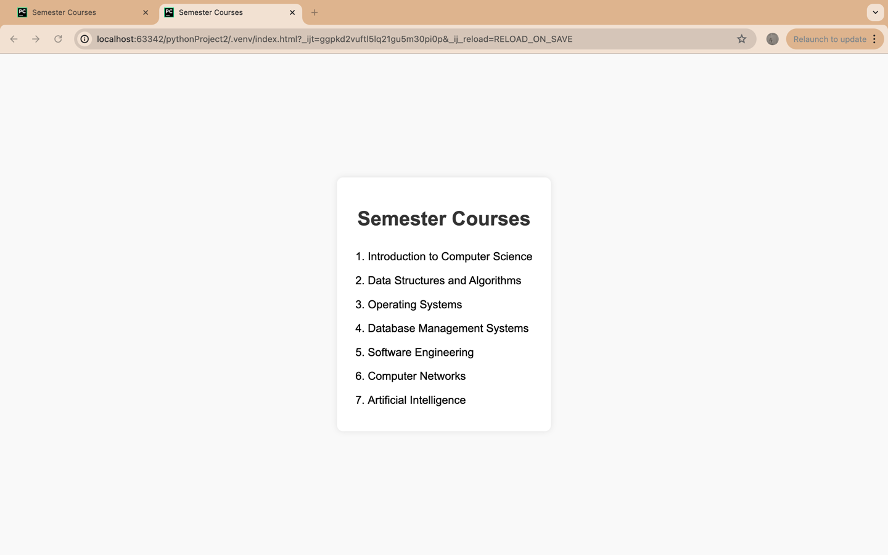 PC Semester Courses
PC Semester Courses
localhost:63342/pythonProject2/.venv/index.html?_ijt=ggpkd2vuftl5lq21gu5m30pi0p&_ij_reload=RELOAD_ON_SAVE
Relaunch to update
Semester Courses
1. Introduction to Computer Science
2. Data Structures and Algorithms
3. Operating Systems
4. Database Management Systems
5. Software Engineering
6. Computer Networks
7. Artificial Intelligence